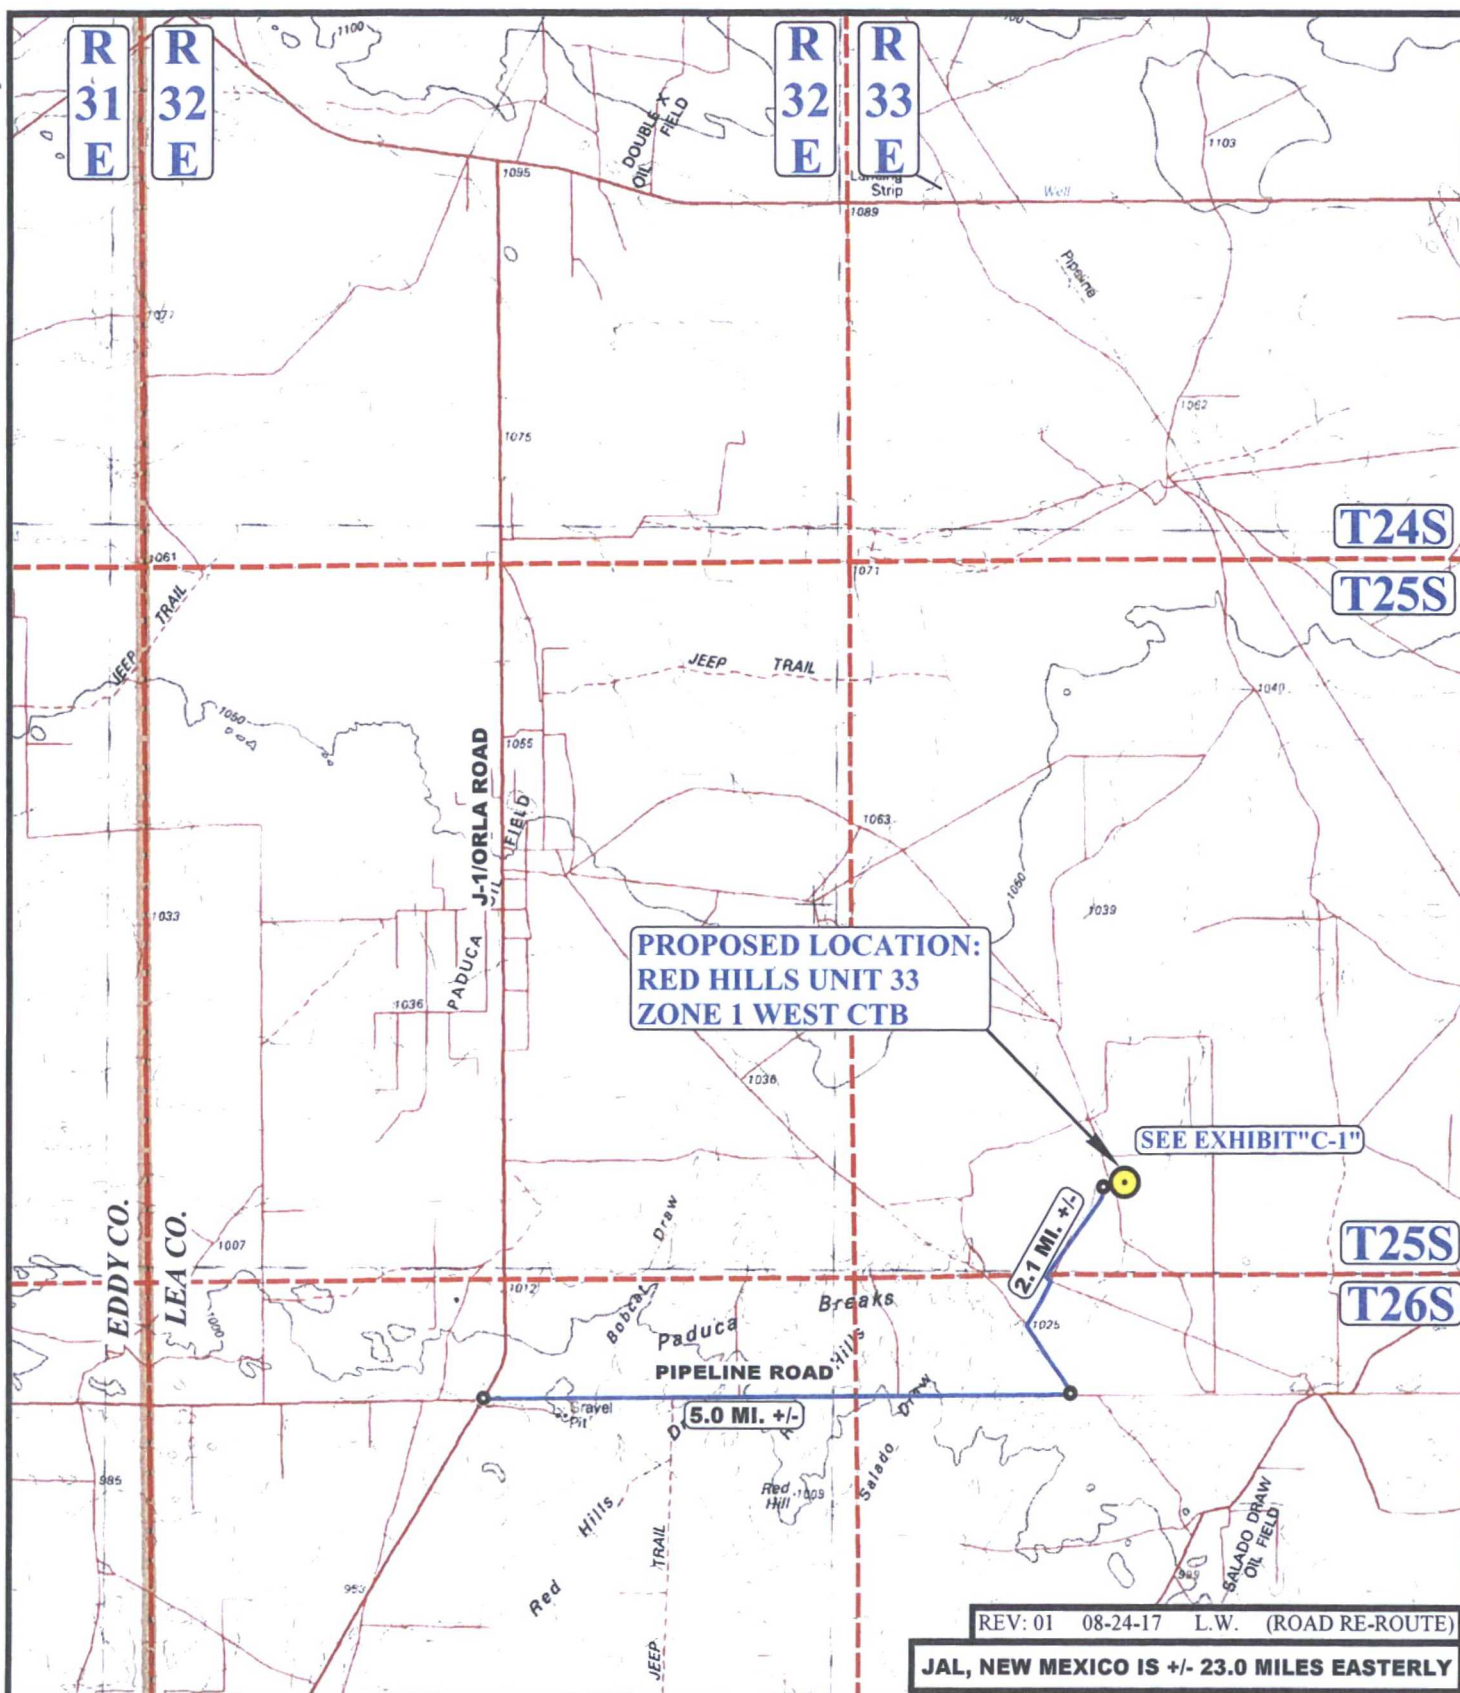 R
31
E
R
32
E
R
32
E
R
33
E
1100
DOUBLE X
OIL FIELD
1103
1095
Landing
Strip
Well
1089
Pipeline
1077
1062
1075
T24S
1061
1071
T25S
JEEP TRAIL
JEEP TRAIL
1040
1050
1055
J-1/ORLA ROAD
FIELD
1063
1050
1033
1039
PADUCA
1036
PROPOSED LOCATION:
RED HILLS UNIT 33
ZONE 1 WEST CTB
1036
SEE EXHIBIT"C-1"
2.1 MI. +/-
EDDY CO.
LEA CO.
1007
Bobcat Draw
T25S
1012
1000
T26S
Breaks
Paduca
1025
Hills
PIPELINE ROAD
Draw
Gravel
Pit
5.0 MI. +/-
985
Salado
Red
Hill
1009
Hills
Red
JEEP TRAIL
SALADO DRAW
OIL FIELD
REV: 01 08-24-17 L.W. (ROAD RE-ROUTE)
JAL, NEW MEXICO IS +/- 23.0 MILES EASTERLY